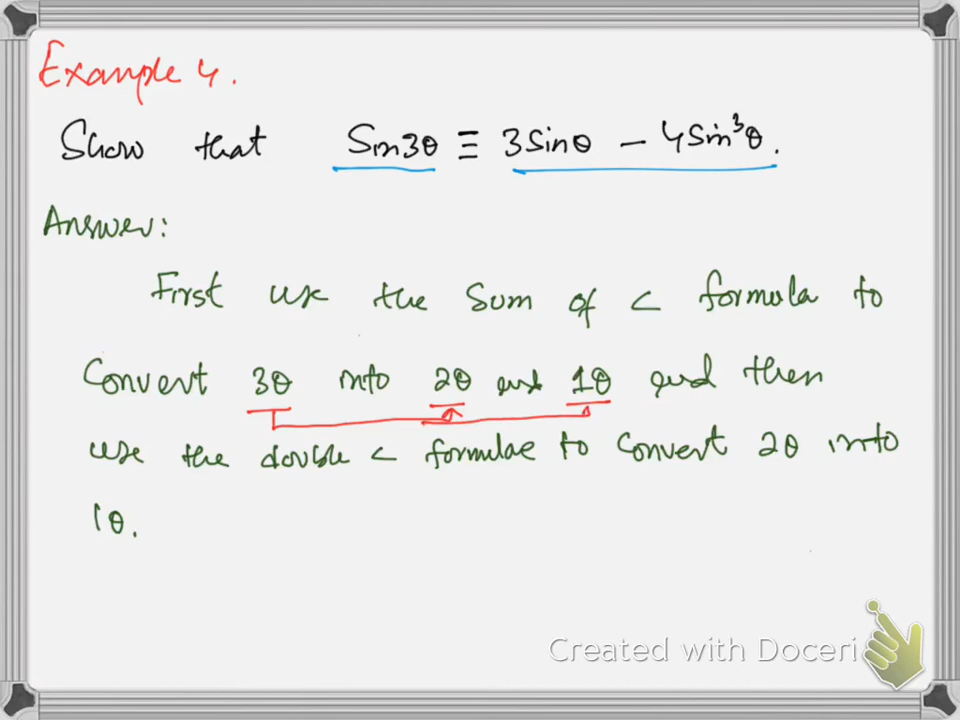 Example 4.
Show that Sin3θ ≡ 3Sinθ - 4Sin³θ.
Answer:
First use the Sum of < formula to
Convert 3θ into 2θ and 1θ and then
use the double < formulae to Convert 2θ into
1θ.
Created with Doceri